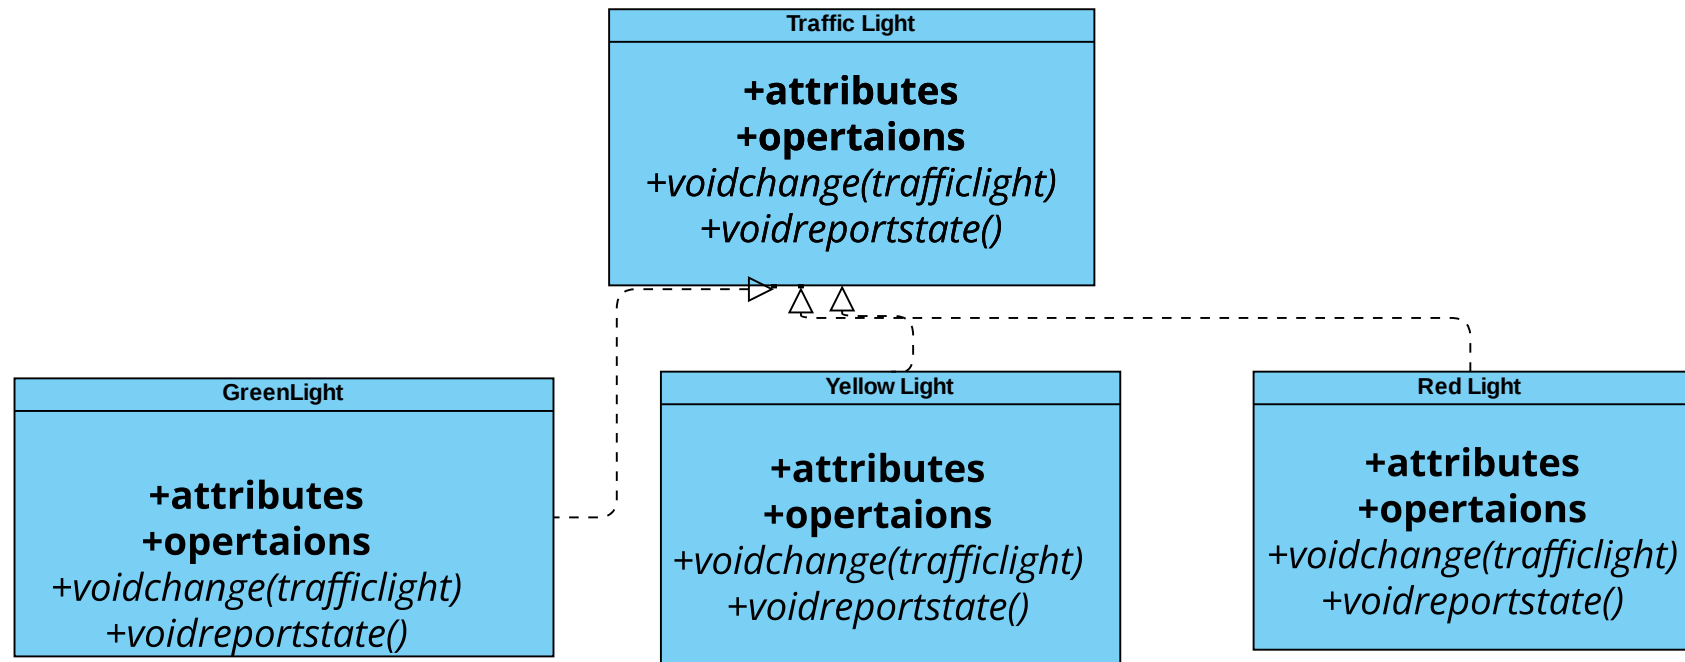 Traffic Light
+attributes
+opertaions
+voidchange(trafficlight)
+voidreportstate()
GreenLight
+attributes
+opertaions
+voidchange(trafficlight)
+voidreportstate()
Yellow Light
+attributes
+opertaions
+voidchange(trafficlight)
+voidreportstate()
Red Light
+attributes
+opertaions
+voidchange(trafficlight)
+voidreportstate()